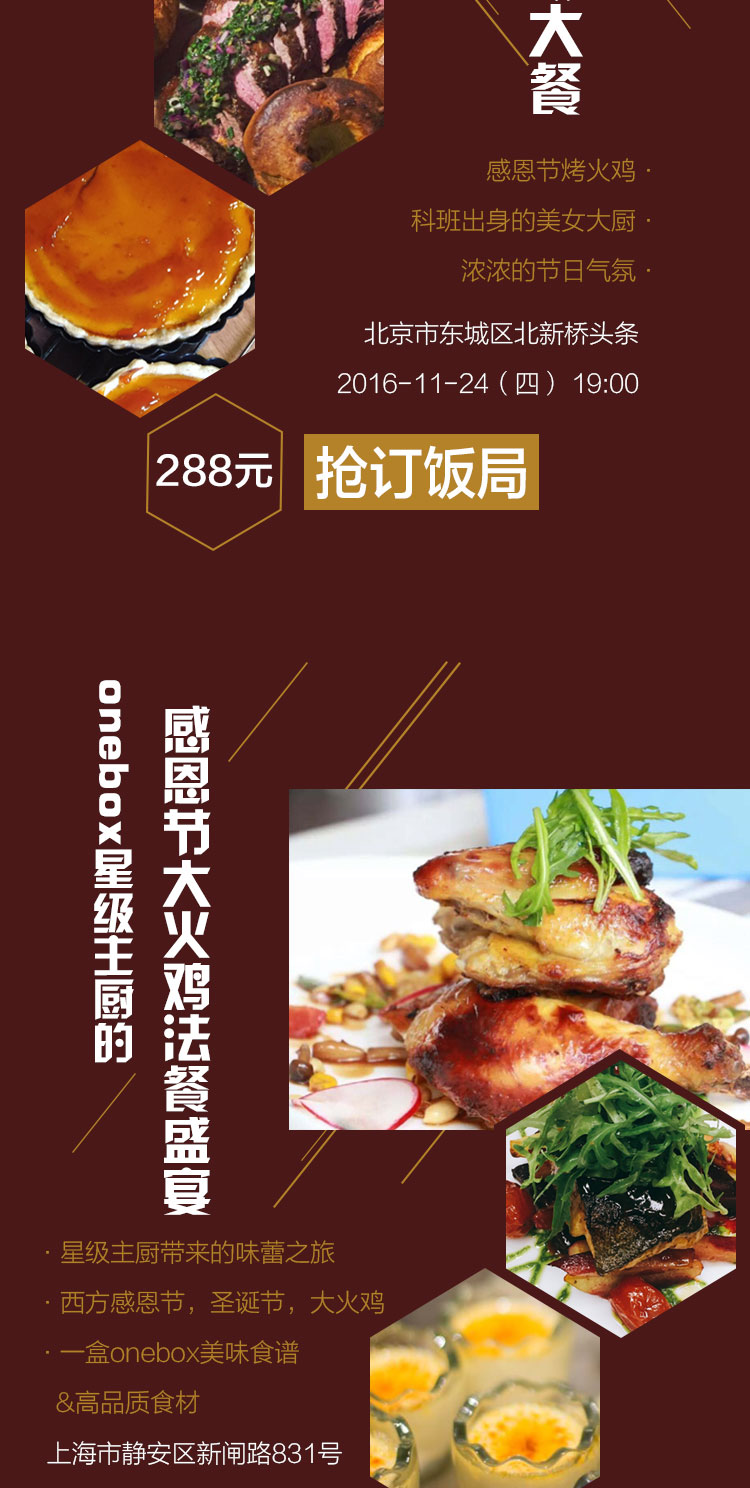 大餐
感恩节烤火鸡·
科班出身的美女大厨·
浓浓的节日气氛·
北京市东城区北新桥头条
2016-11-24（四） 19:00
288元
抢订饭局
onebox星级主厨的
感恩节大火鸡法餐盛宴
· 星级主厨带来的味蕾之旅
· 西方感恩节，圣诞节，大火鸡
· 一盒onebox美味食谱
&高品质食材
上海市静安区新闸路831号